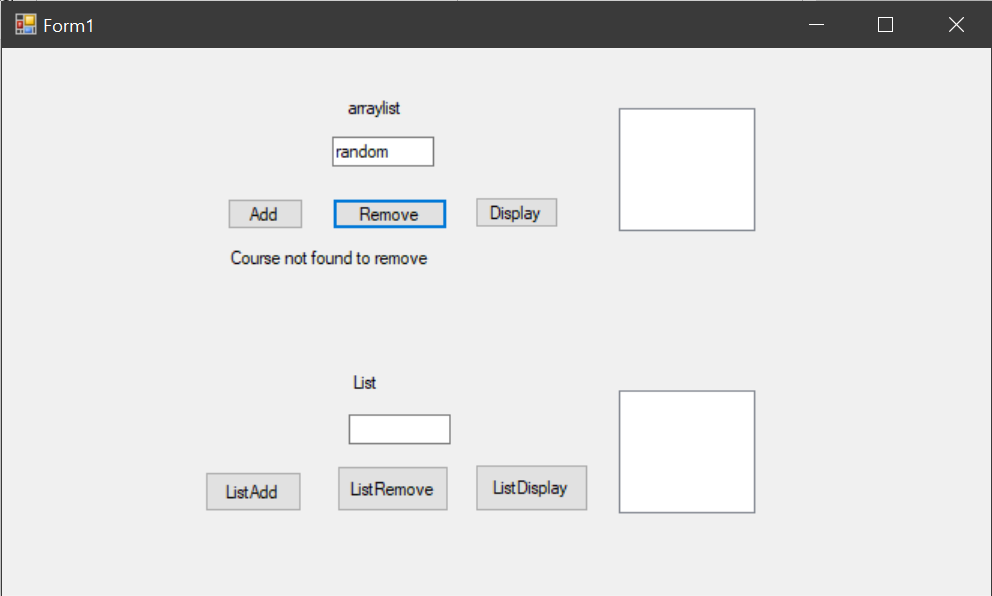 Form1
arraylist
random
Add Remove Display
Course not found to remove
List
ListAdd ListRemove ListDisplay